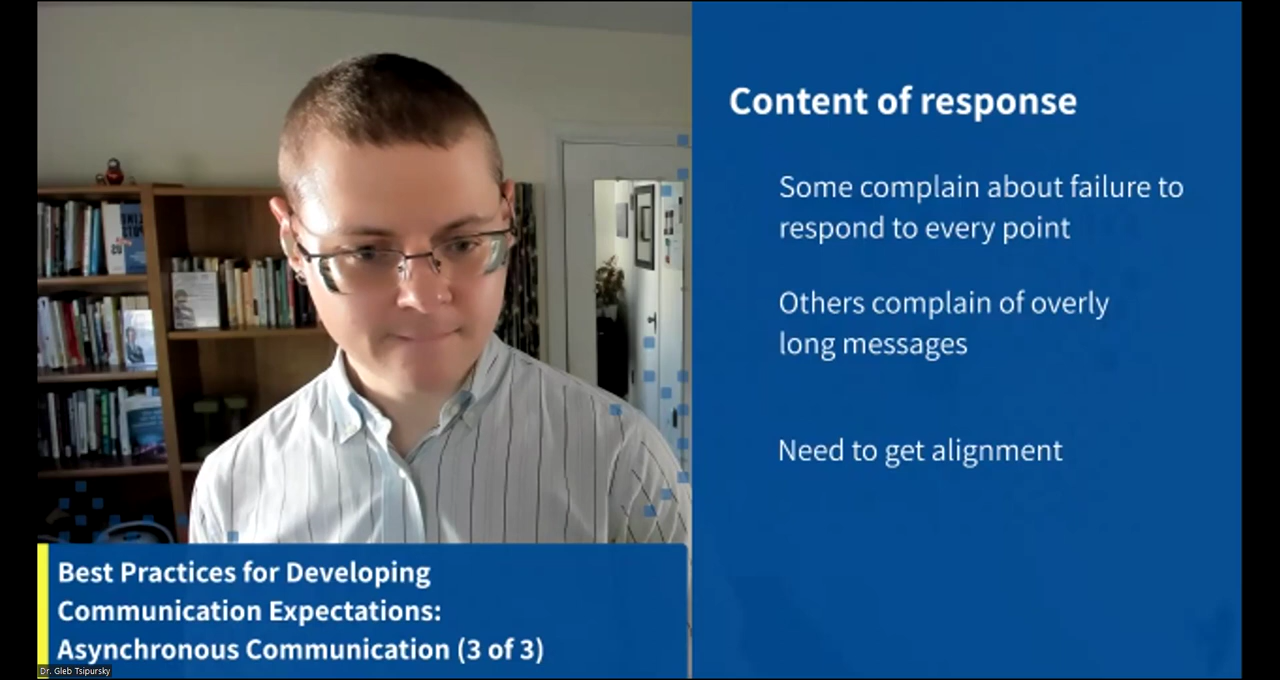 Content of response
Some complain about failure to
respond to every point
Others complain of overly
long messages
Need to get alignment
Best Practices for Developing
Communication Expectations:
Asynchronous Communication (3 of 3)
Dr. Gleb Tsipursky